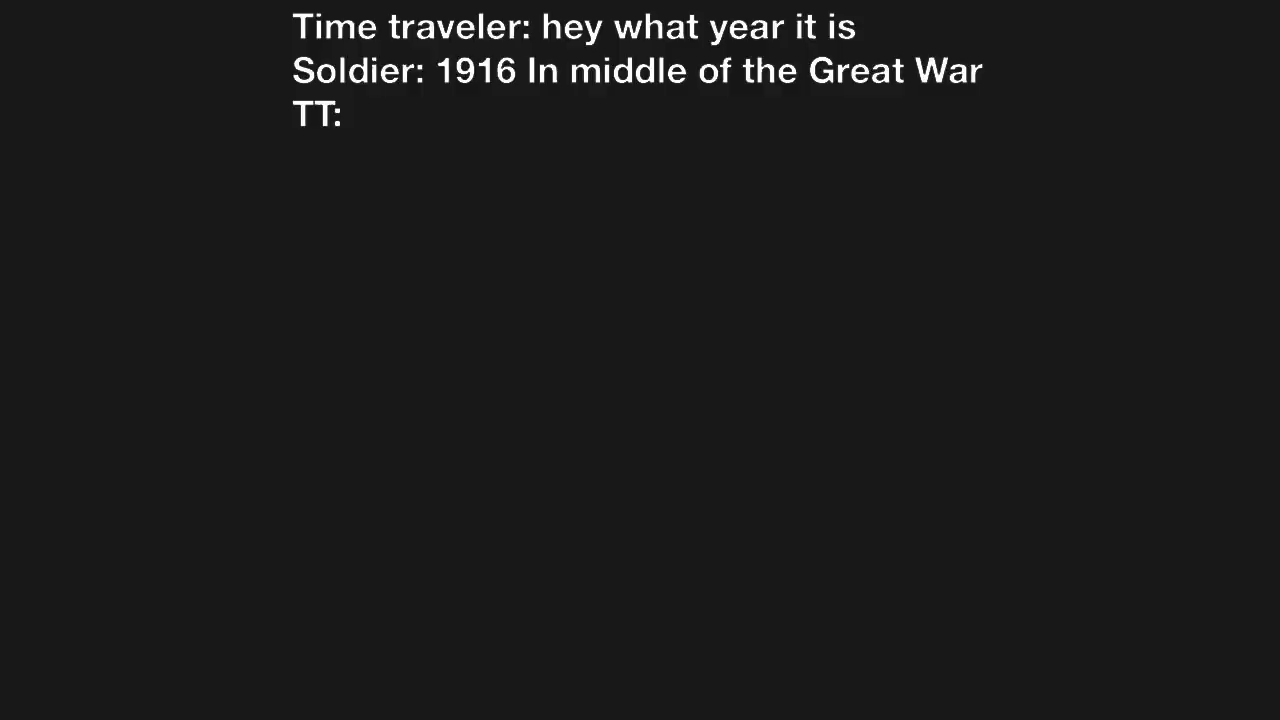 Time traveler: hey what year it is
Soldier: 1916 In middle of the Great War
TT: